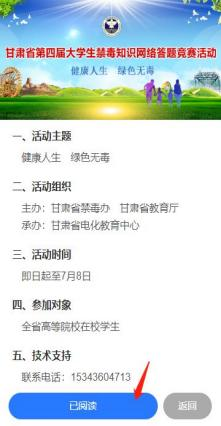 甘肃省第四届大学生禁毒知识网络答题竞赛活动
健康人生 绿色无毒
一、活动主题
健康人生 绿色无毒
二、活动组织
主办：甘肃省禁毒办 甘肃省教育厅
承办：甘肃省电化教育中心
三、活动时间
即日起至7月8日
四、参加对象
全省高等院校在校学生
五、技术支持
联系电话：15343604713
已阅读
返回